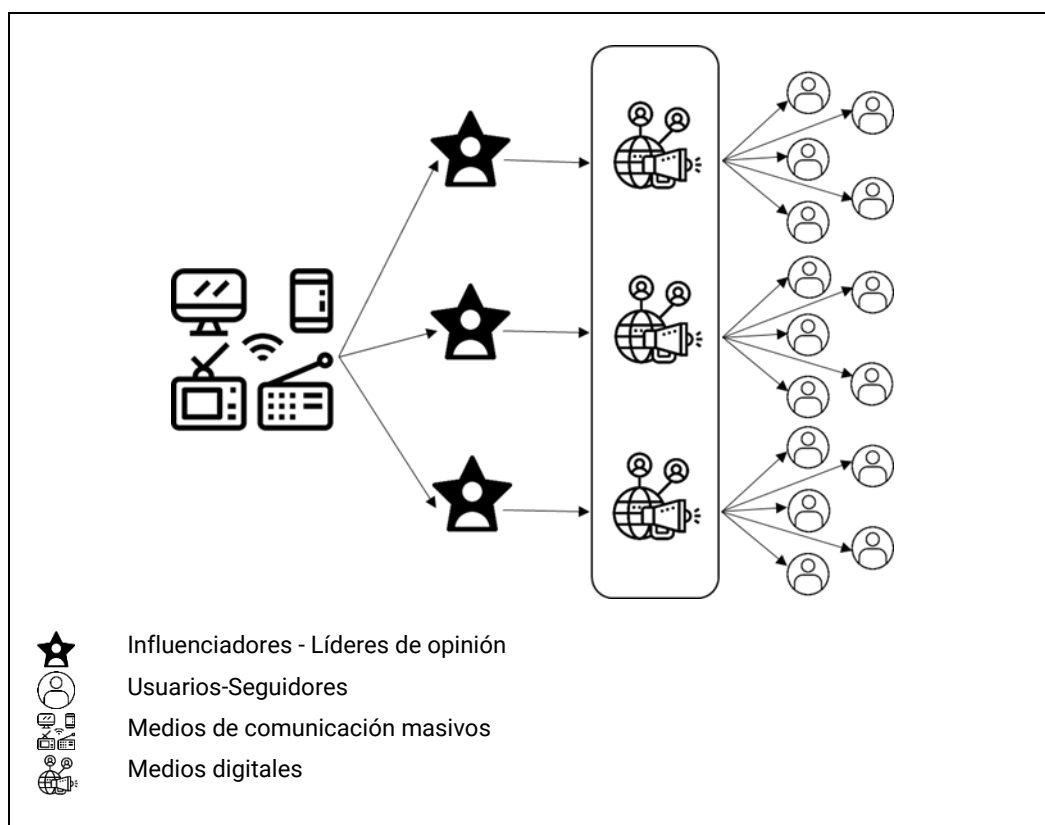 Influenciadores - Líderes de opinión
Usuarios-Seguidores
Medios de comunicación masivos
Medios digitales